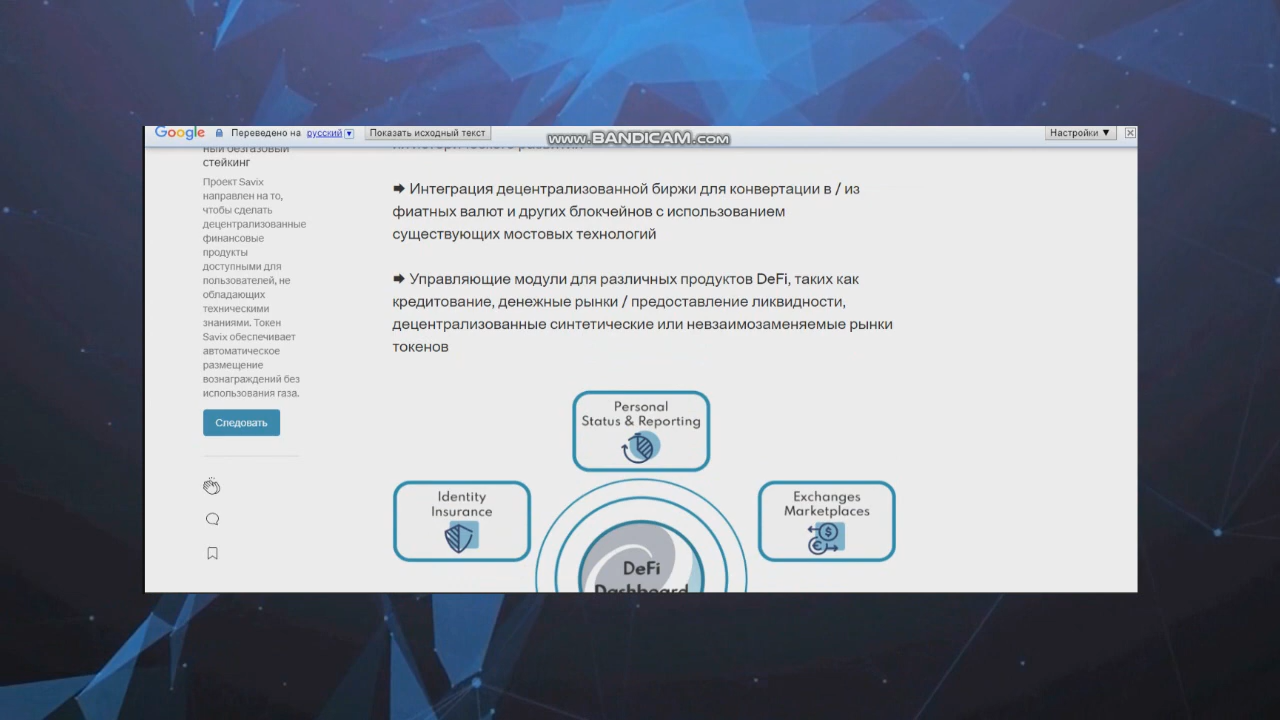 Google
Переведено на русский
Показать исходный текст
www.BANDICAM.com
Настройки
ный безгазовый
стейкинг
Проект Savix
направлен на то,
чтобы сделать
децентрализованные
финансовые
продукты
доступными для
пользователей, не
обладающих
техническими
знаниями. Токен
Savix обеспечивает
автоматическое
размещение
вознаграждений без
использования газа.
Следовать
➡ Интеграция децентрализованной биржи для конвертации в / из
фиатных валют и других блокчейнов с использованием
существующих мостовых технологий
➡ Управляющие модули для различных продуктов DeFi, таких как
кредитование, денежные рынки / предоставление ликвидности,
децентрализованные синтетические или невзаимозаменяемые рынки
токенов
Personal
Status & Reporting
Identity
Insurance
Exchanges
Marketplaces
DeFi
Dashboard